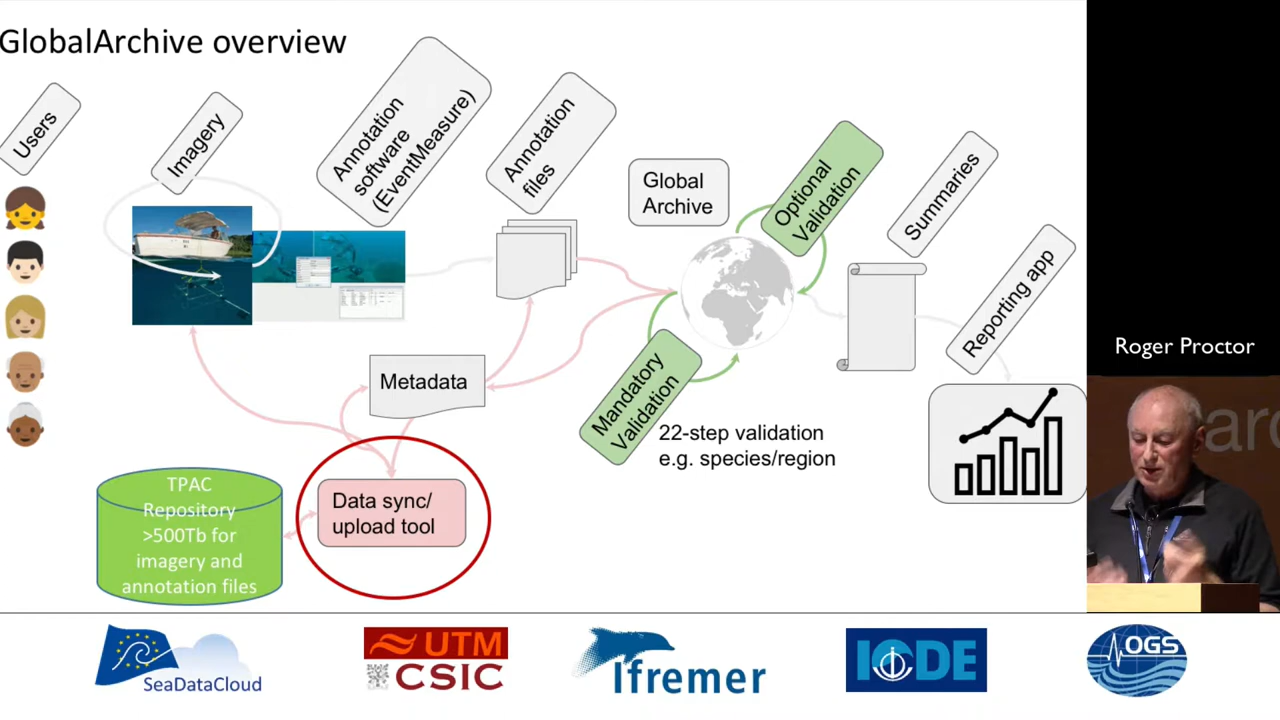 GlobalArchive overview
Users
Imagery
Annotation
software
(EventMeasure)
Annotation
files
Global
Archive
Optional
Validation
Summaries
Reporting app
Metadata
Mandatory
Validation
22-step validation
e.g. species/region
TPAC
Repository
>500Tb for
imagery and
annotation files
Data sync/
upload tool
Roger Proctor
SeaDataCloud
UTM
CSIC
Ifremer
IODE
OGS